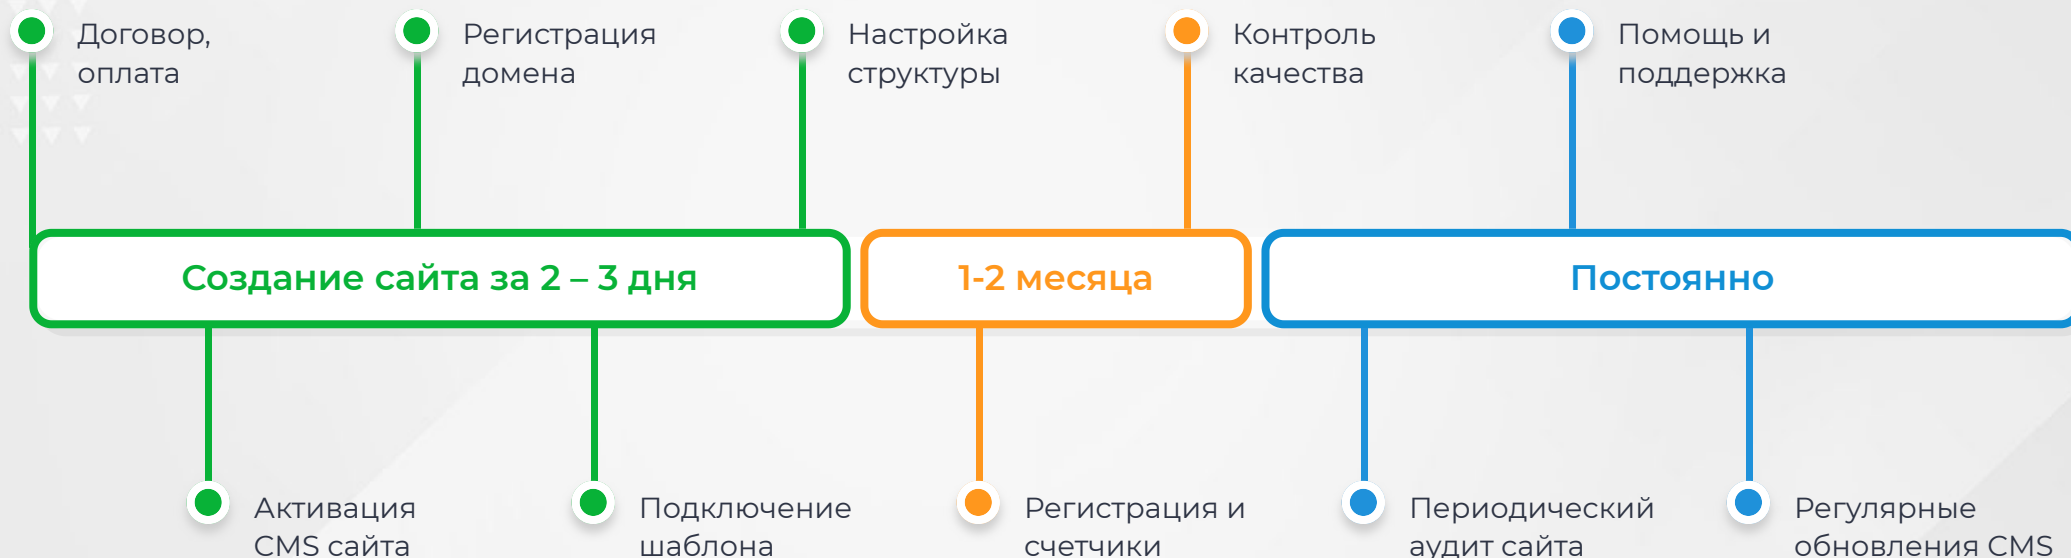 Договор,
оплата
Регистрация
домена
Настройка
структуры
Контроль
качества
Помощь и
поддержка
Создание сайта за 2 – 3 дня
1-2 месяца
Постоянно
Активация
CMS сайта
Подключение
шаблона
Регистрация и
счетчики
Периодический
аудит сайта
Регулярные
обновления CMS